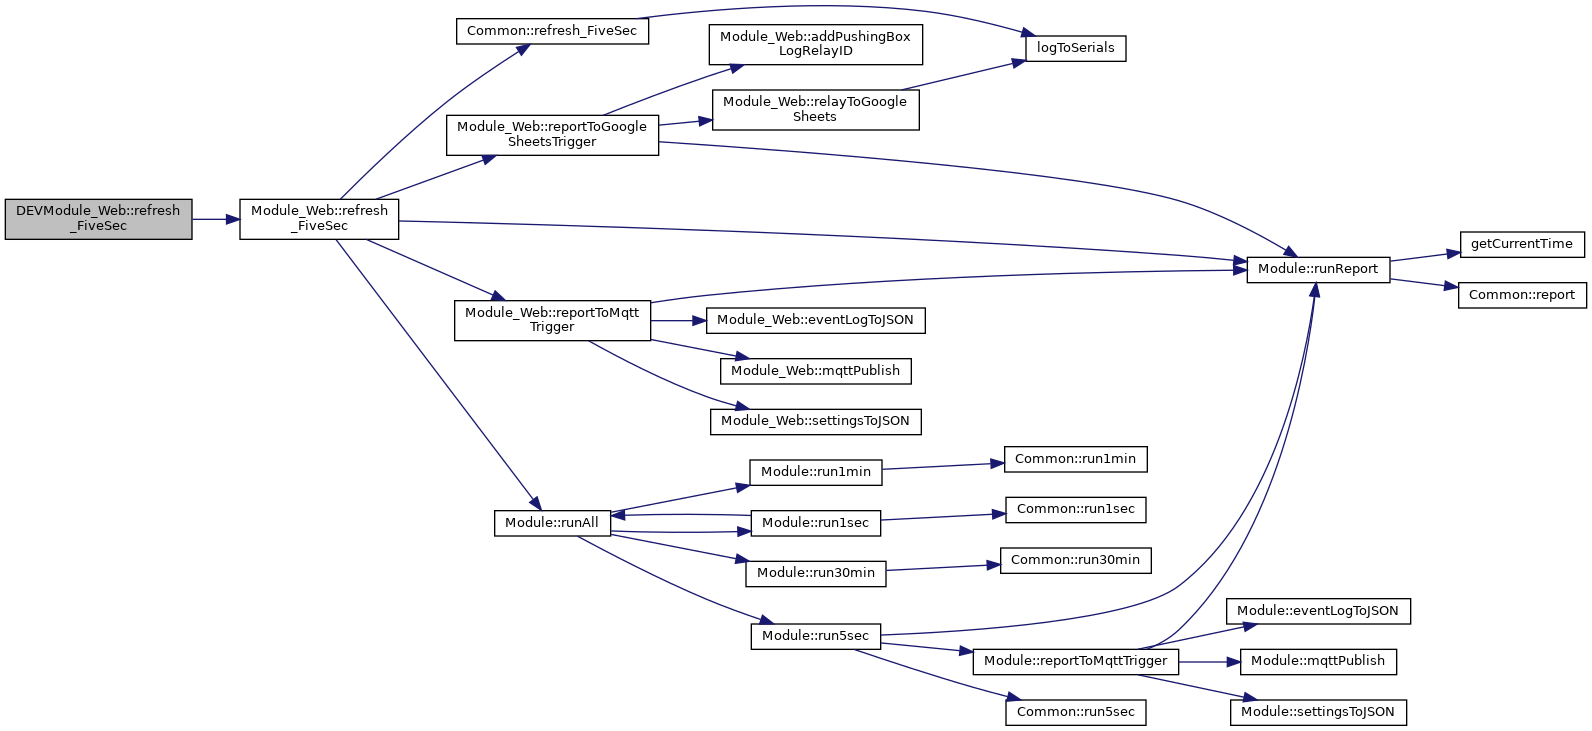 Common::refresh_FiveSec
Module_Web::addPushingBox
LogRelayID
logToSerials
Module_Web::relayToGoogle
Sheets
Module_Web::reportToGoogle
SheetsTrigger
DEVModule_Web::refresh
_FiveSec
Module_Web::refresh
_FiveSec
getCurrentTime
Module::runReport
Common::report
Module_Web::reportToMqtt
Trigger
Module_Web::eventLogToJSON
Module_Web::mqttPublish
Module_Web::settingsToJSON
Module::run1min
Common::run1min
Module::runAll
Module::run1sec
Common::run1sec
Module::run30min
Common::run30min
Module::run5sec
Module::eventLogToJSON
Module::reportToMqttTrigger
Module::mqttPublish
Common::run5sec
Module::settingsToJSON